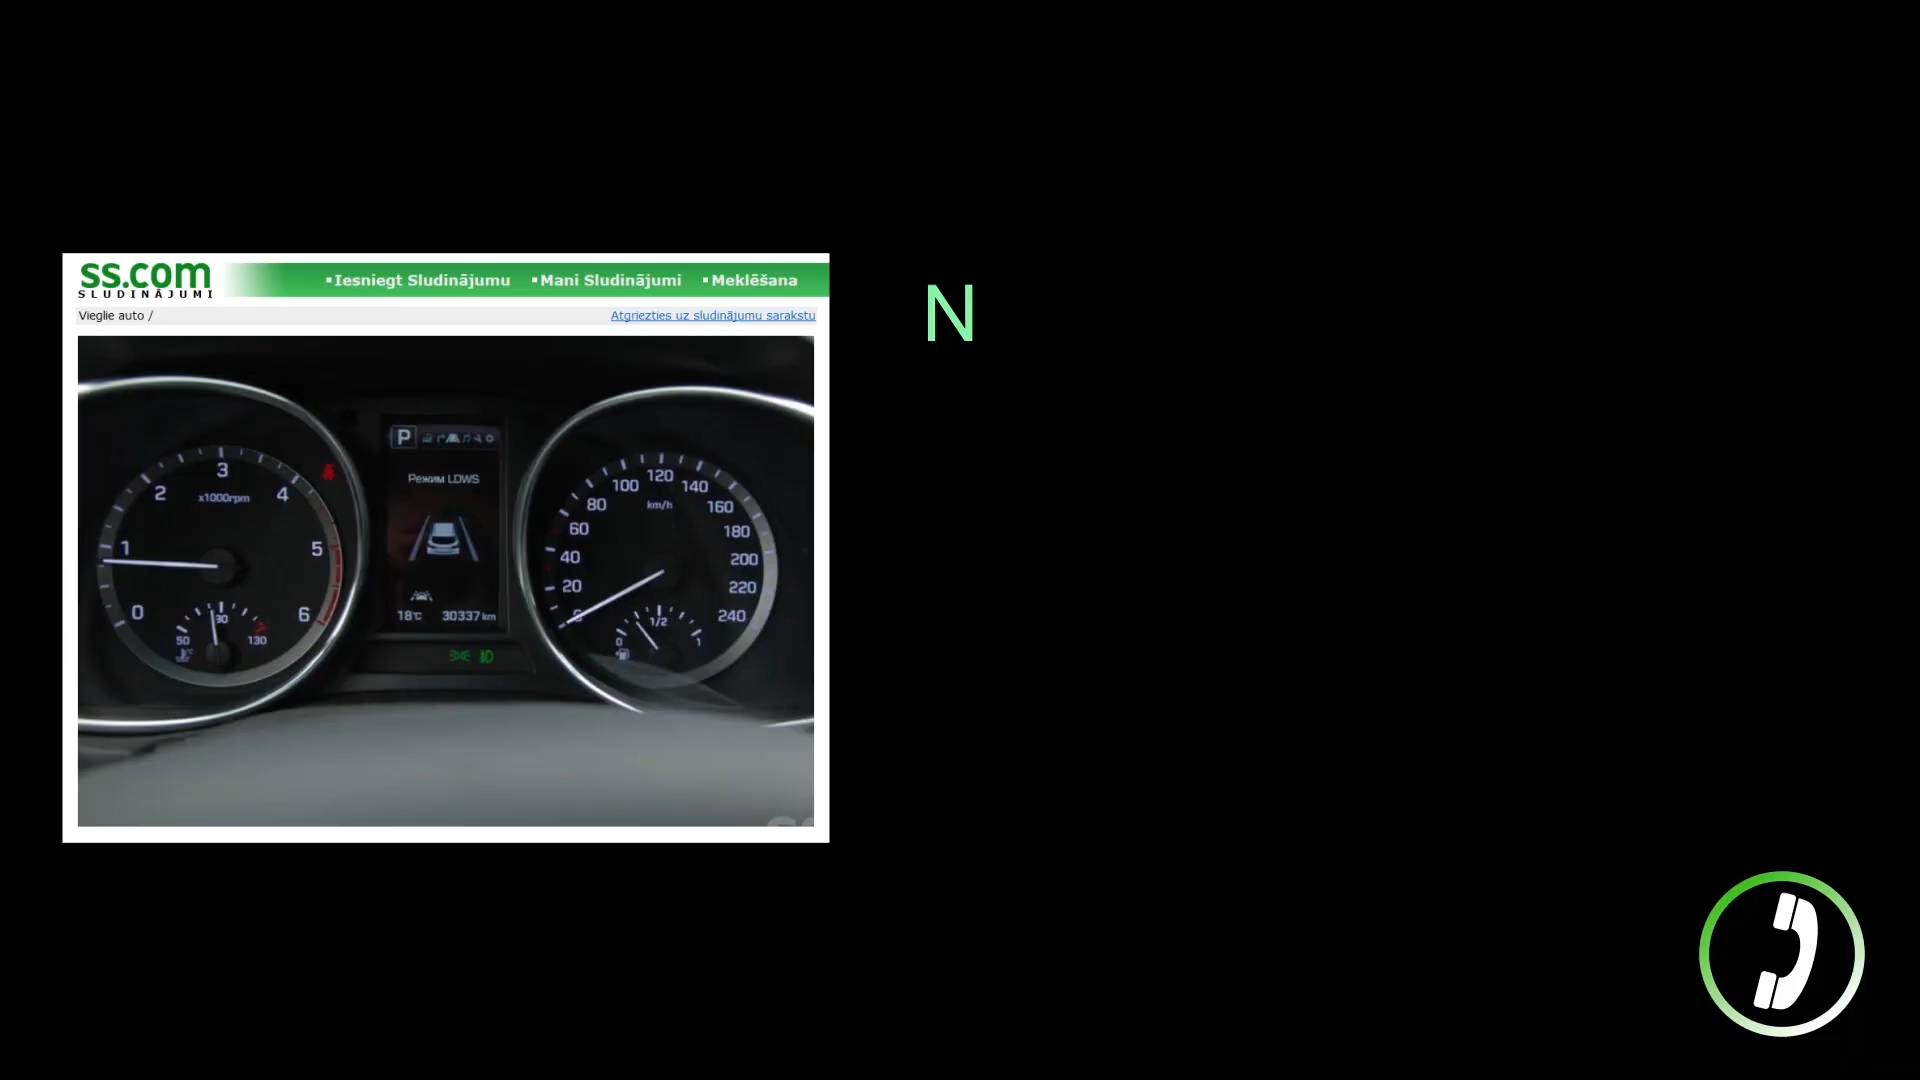 ss.com
SLUDINĀJUMI
Iesniegt Sludinājumu
Mani Sludinājumi
Meklēšana
Vieglie auto /
Atgriezties uz sludinājumu sarakstu
N
P
Режим LDWS
18°C 30337 km
0 1 2 3 4 5 6
x1000rpm
50 130
20 40 60 80 100 120 140 160 180 200 220 240
km/h
0 1/2 1